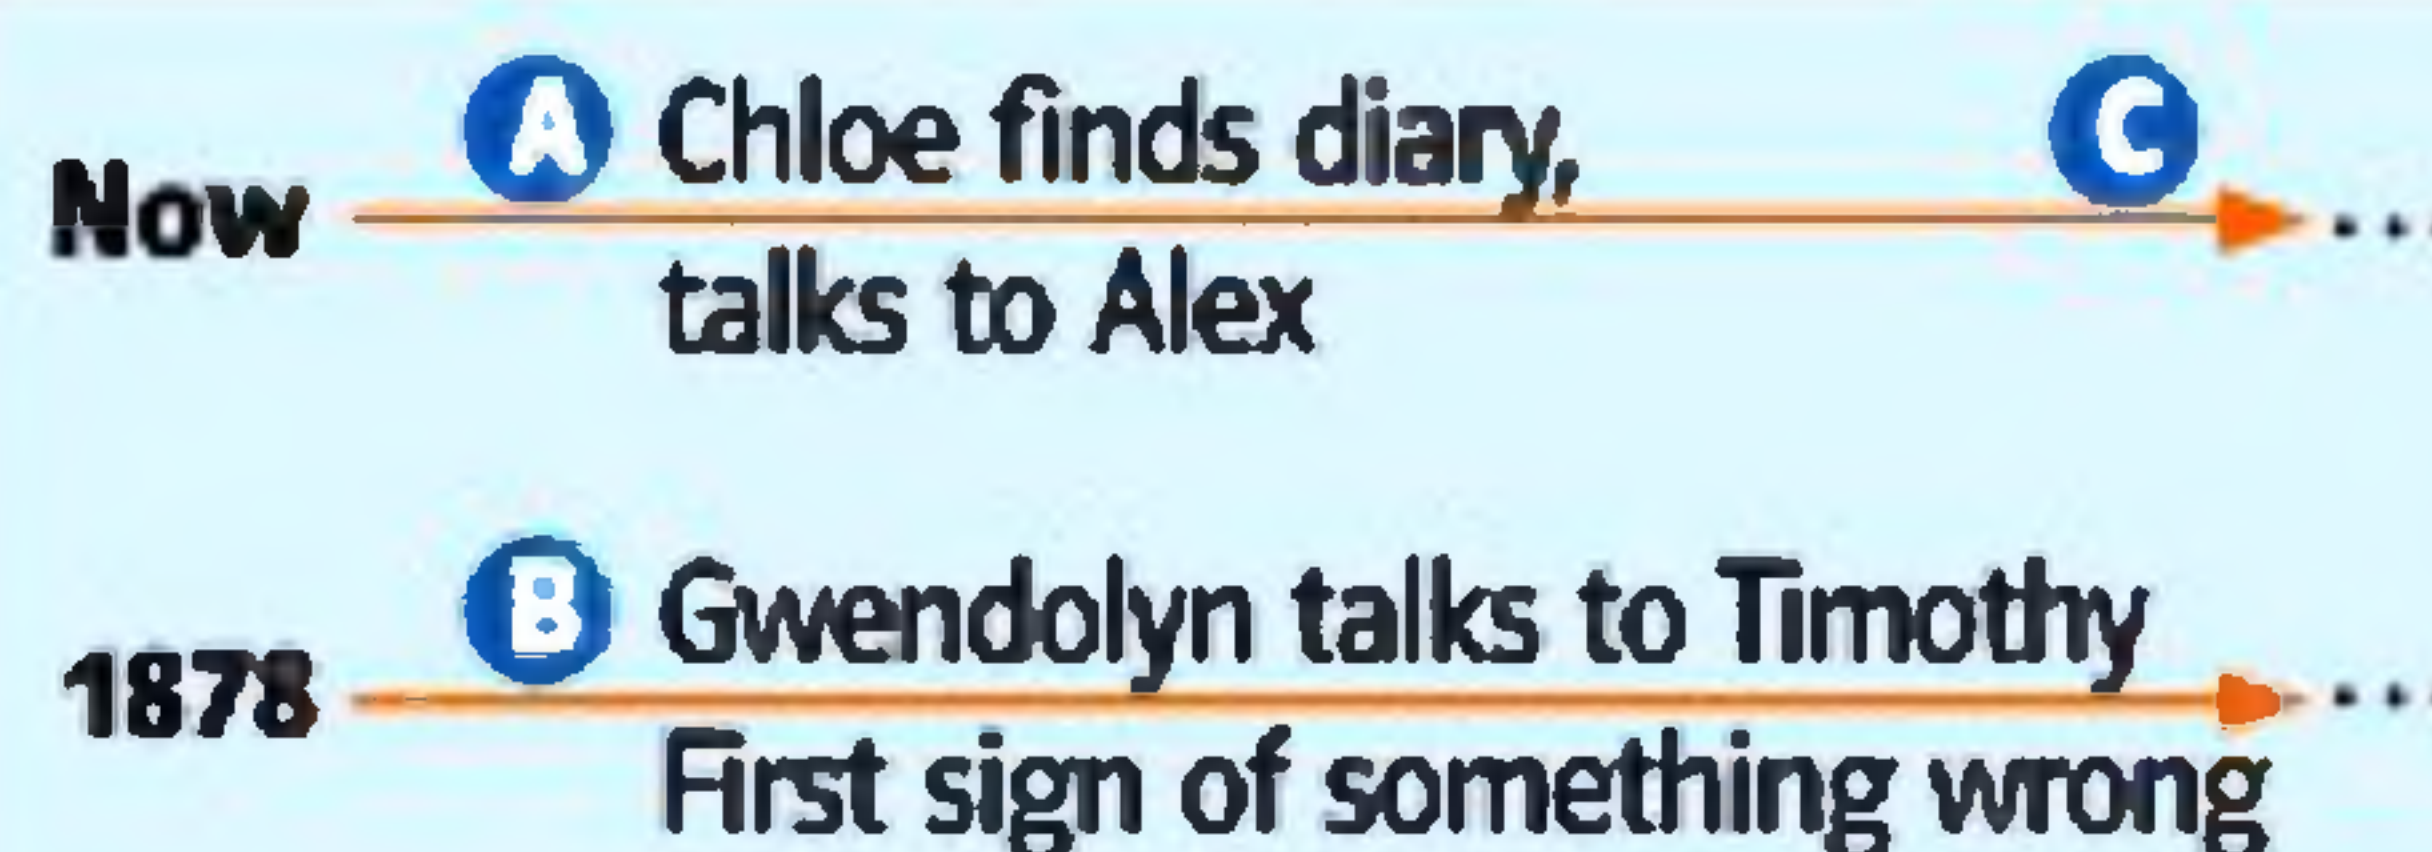 A Chloe finds diary, C
Now
talks to Alex
B Gwendolyn talks to Timothy
1878
First sign of something wrong